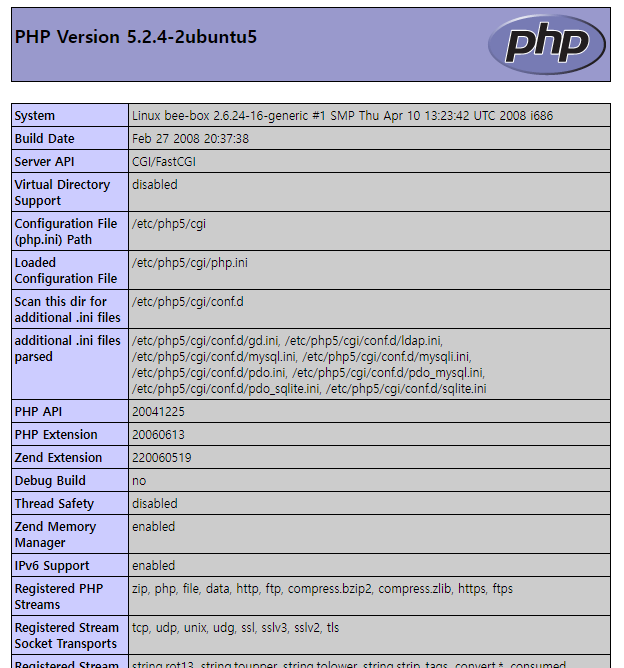 PHP Version 5.2.4-2ubuntu5
php
System Linux bee-box 2.6.24-16-generic #1 SMP Thu Apr 10 13:23:42 UTC 2008 i686
Build Date Feb 27 2008 20:37:38
Server API CGI/FastCGI
Virtual Directory
Support
disabled
Configuration File
(php.ini) Path
/etc/php5/cgi
Loaded
Configuration File
/etc/php5/cgi/php.ini
Scan this dir for
additional .ini files
/etc/php5/cgi/conf.d
additional .ini files
parsed
/etc/php5/cgi/conf.d/gd.ini, /etc/php5/cgi/conf.d/ldap.ini,
/etc/php5/cgi/conf.d/mysql.ini, /etc/php5/cgi/conf.d/mysqli.ini,
/etc/php5/cgi/conf.d/pdo.ini, /etc/php5/cgi/conf.d/pdo_mysql.ini,
/etc/php5/cgi/conf.d/pdo_sqlite.ini, /etc/php5/cgi/conf.d/sqlite.ini
PHP API 20041225
PHP Extension 20060613
Zend Extension 220060519
Debug Build no
Thread Safety disabled
Zend Memory
Manager
enabled
IPv6 Support enabled
Registered PHP
Streams
zip, php, file, data, http, ftp, compress.bzip2, compress.zlib, https, ftps
Registered Stream
Socket Transports
tcp, udp, unix, udg, ssl, sslv3, sslv2, tls
Registered Stream string.rot13, string.toupper, string.tolower, string.strip_tags, convert.*, consumed,